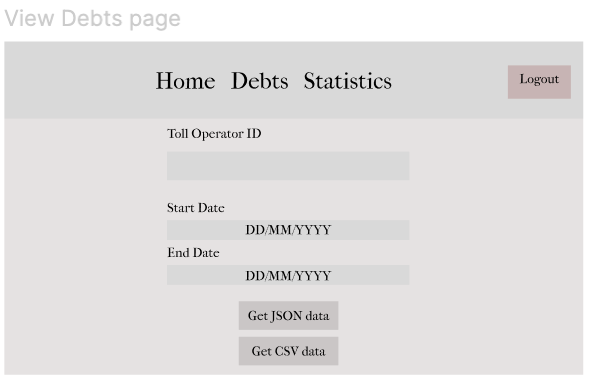 View Debts page
Home Debts Statistics
Logout
Toll Operator ID
Start Date
DD/MM/YYYY
End Date
DD/MM/YYYY
Get JSON data
Get CSV data